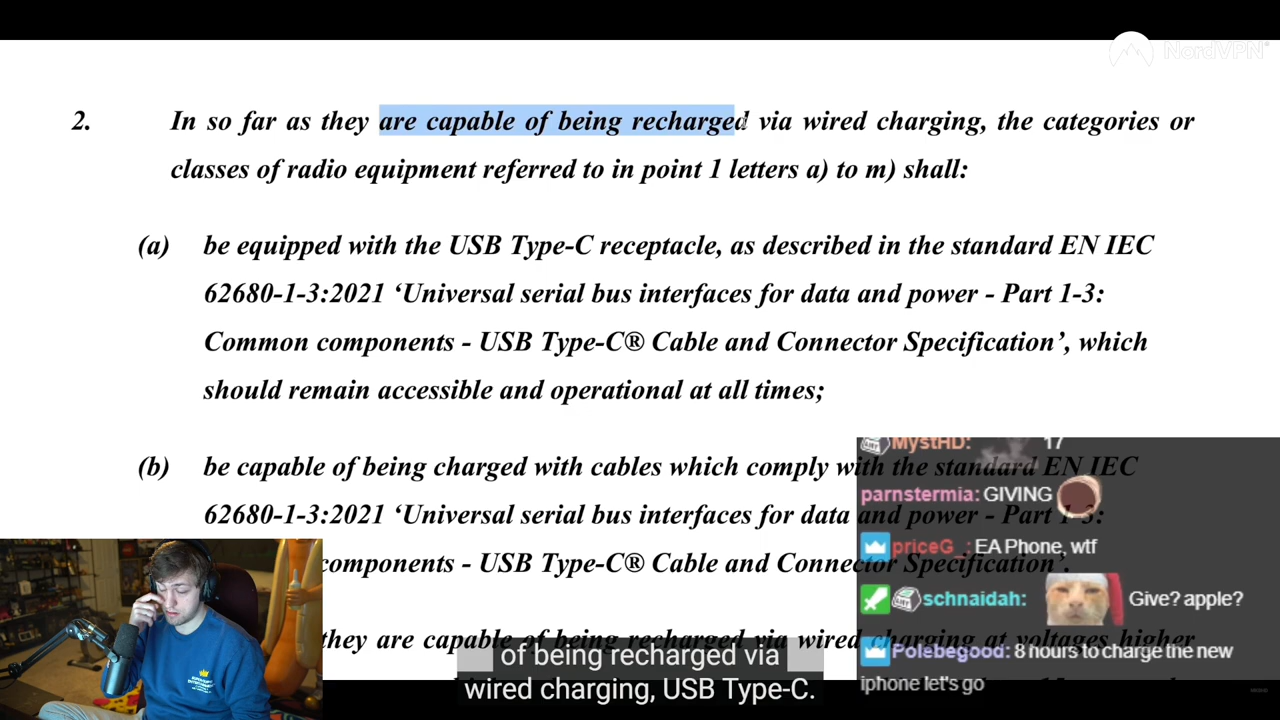 NordVPN®
2. In so far as they are capable of being recharged via wired charging, the categories or
classes of radio equipment referred to in point 1 letters a) to m) shall:
(a) be equipped with the USB Type-C receptacle, as described in the standard EN IEC
62680-1-3:2021 ‘Universal serial bus interfaces for data and power - Part 1-3:
Common components - USB Type-C® Cable and Connector Specification’, which
should remain accessible and operational at all times;
(b) be capable of being charged with cables which comply with the standard EN IEC
62680-1-3:2021 ‘Universal serial bus interfaces for data and power - Part 1-3:
components - USB Type-C® Cable and Connector Specification’.
they are capable of being recharged via wired charging at voltages higher
MystHD: 17
parnstermia: GIVING
priceG_: EA Phone, wtf
schnaidah: Give? apple?
Polebegood: 8 hours to charge the new
iphone let's go
of being recharged via
wired charging, USB Type-C.